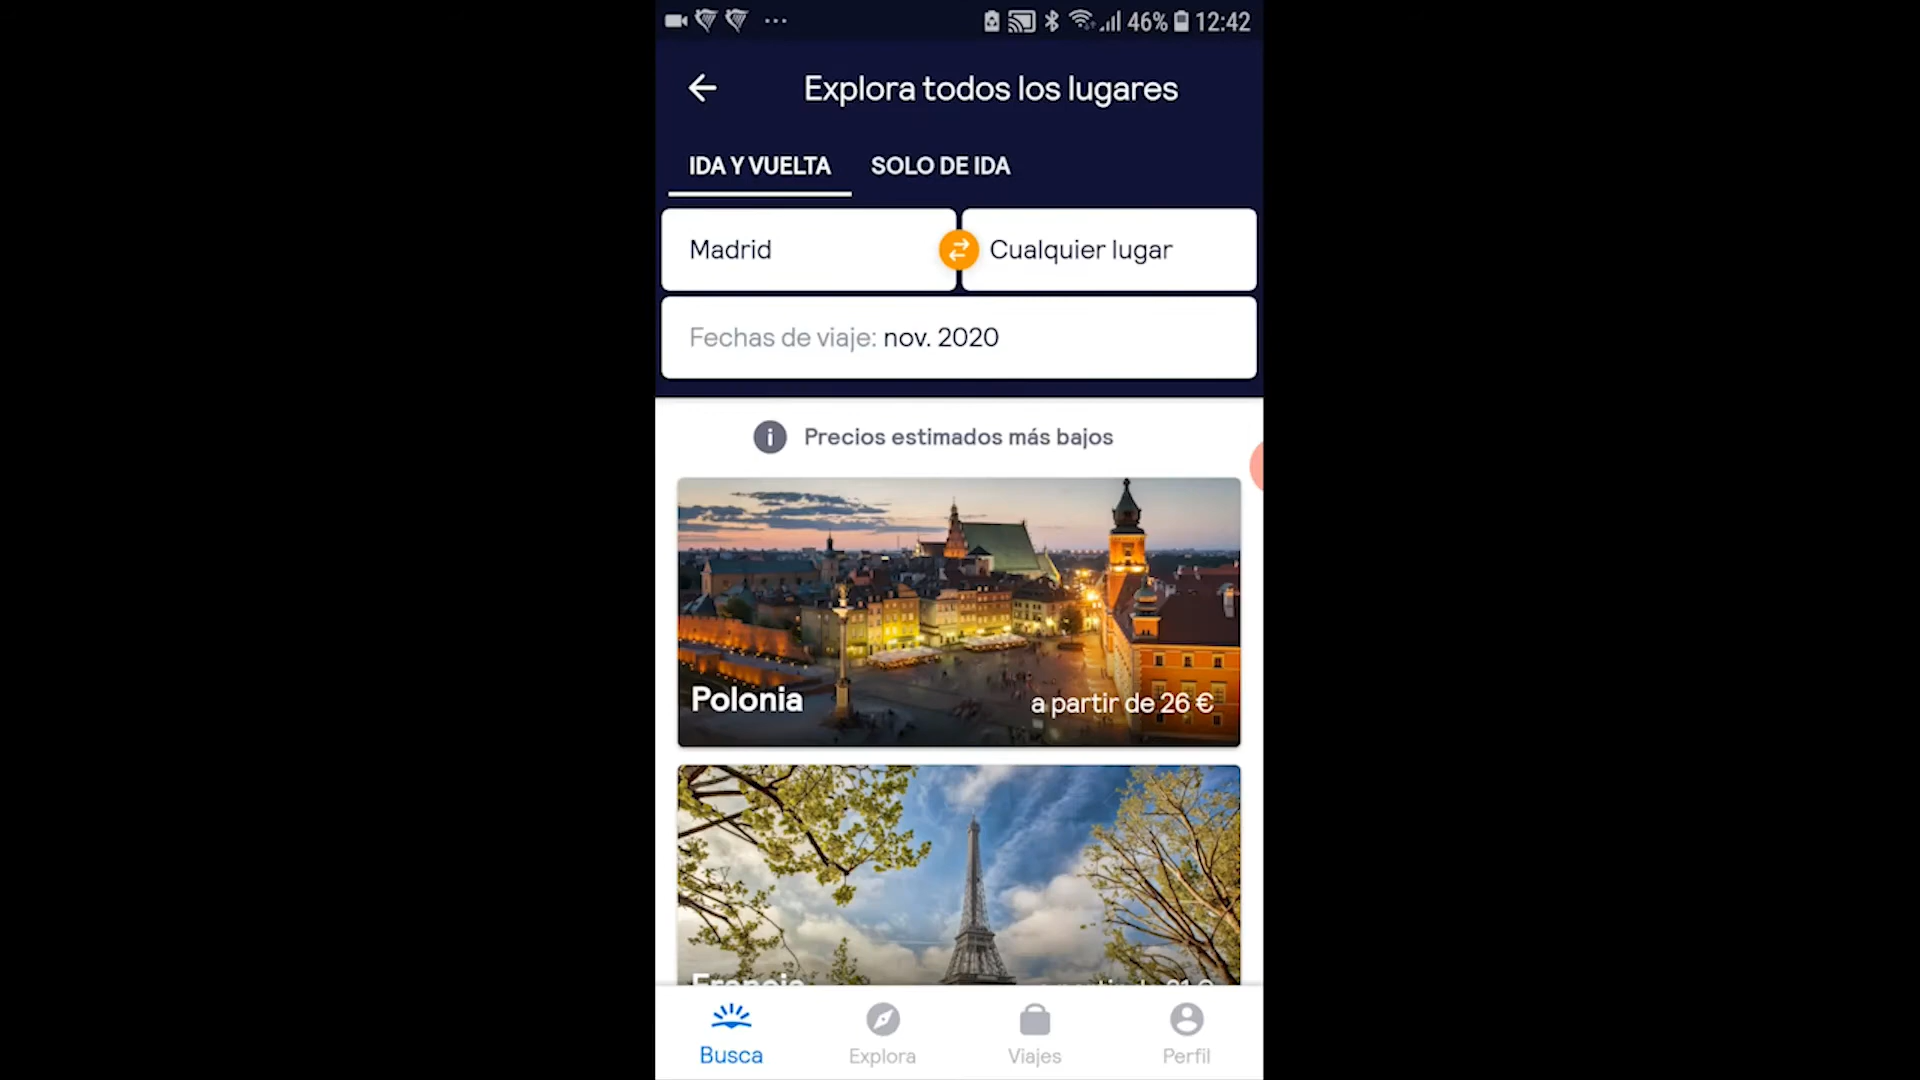 46% 12:42
Explora todos los lugares
IDA Y VUELTA SOLO DE IDA
Madrid Cualquier lugar
Fechas de viaje: nov. 2020
Precios estimados más bajos
Polonia a partir de 26 €
Francia
Busca Explora Viajes Perfil